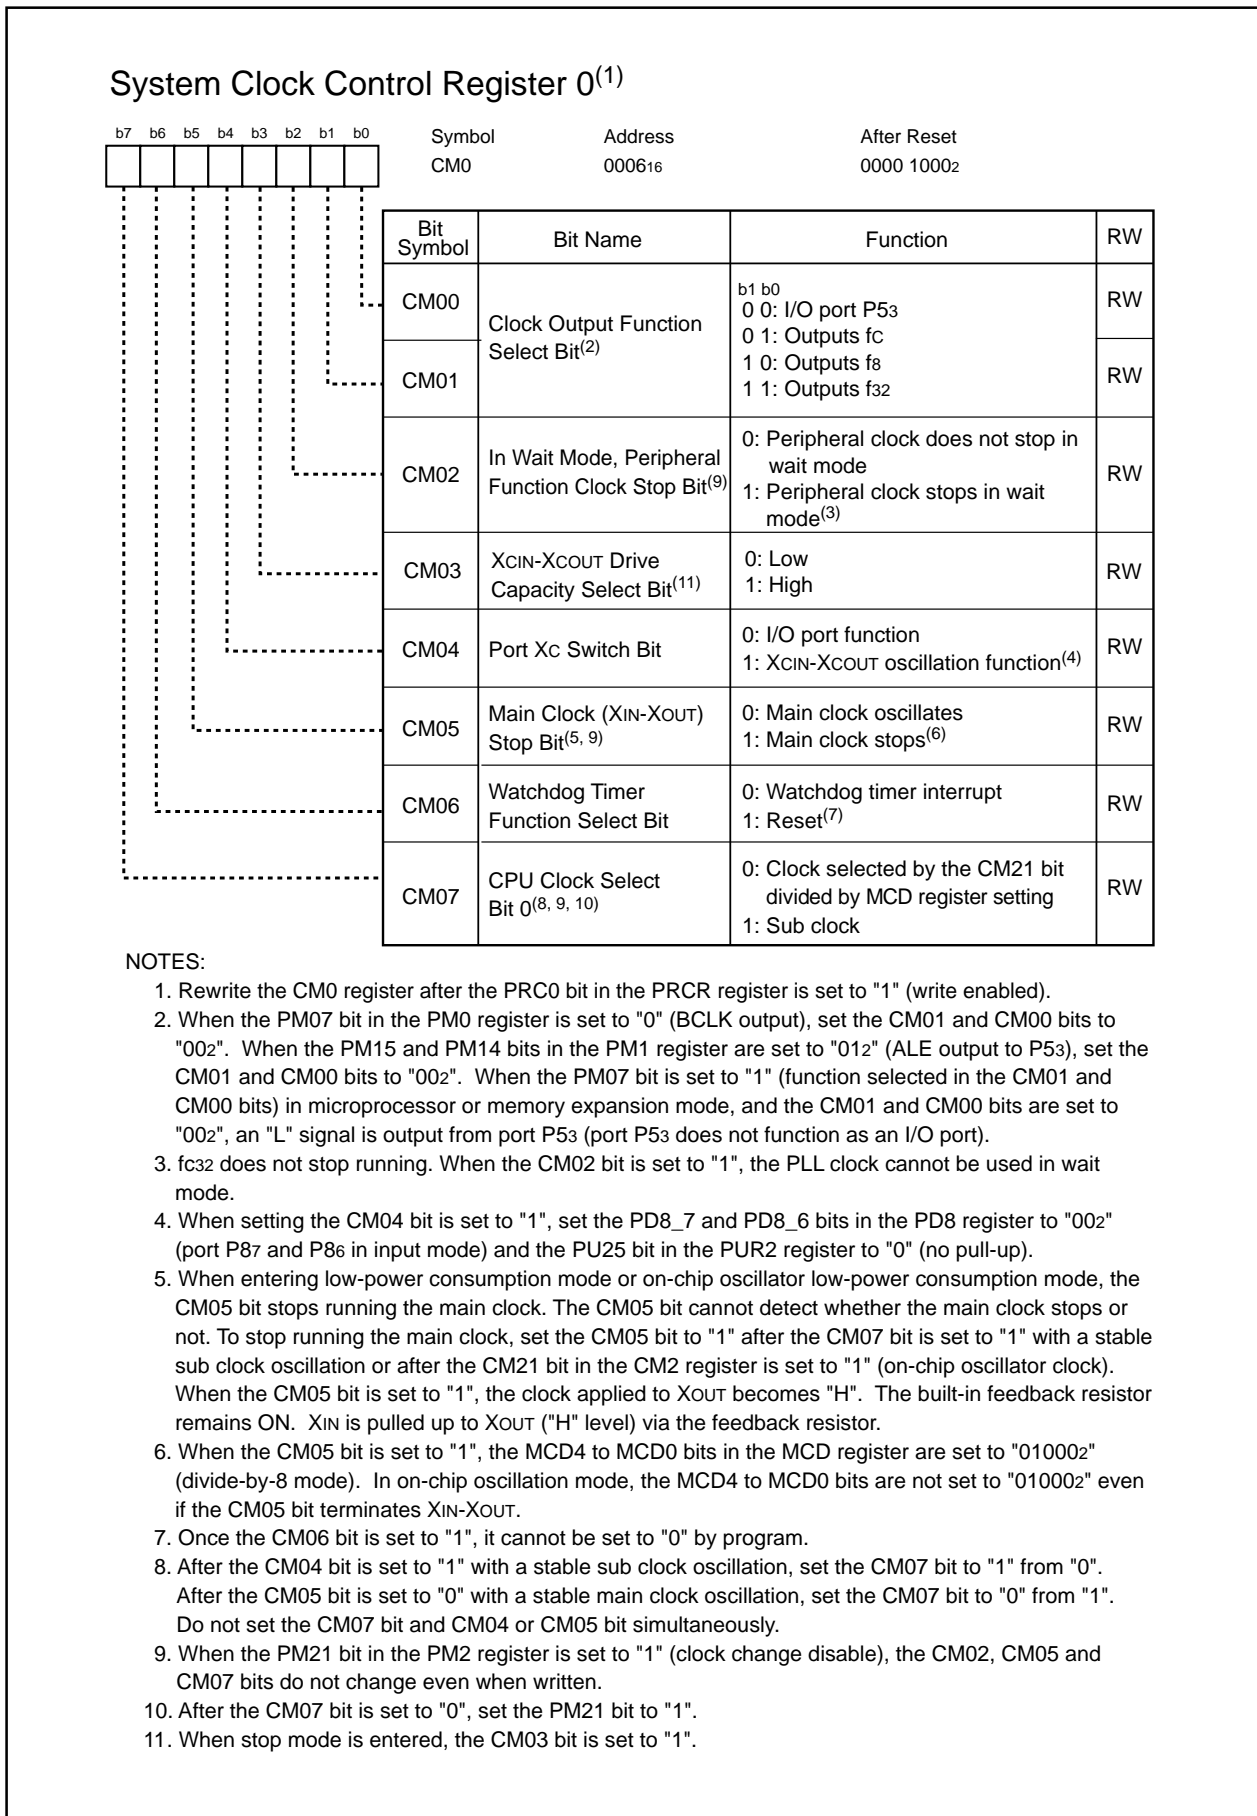 System Clock Control Register 0(1)
b7 b6 b5 b4 b3 b2 b1 b0
Symbol Address After Reset
CM0 000616 0000 10002
Bit Symbol Bit Name Function RW
CM00 Clock Output Function Select Bit(2) b1 b0 RW
0 0: I/O port P53
0 1: Outputs fC
CM01 1 0: Outputs f8 RW
1 1: Outputs f32
CM02 In Wait Mode, Peripheral Function Clock Stop Bit(9) 0: Peripheral clock does not stop in wait mode RW
1: Peripheral clock stops in wait mode(3)
CM03 XCIN-XCOUT Drive Capacity Select Bit(11) 0: Low RW
1: High
CM04 Port XC Switch Bit 0: I/O port function RW
1: XCIN-XCOUT oscillation function(4)
CM05 Main Clock (XIN-XOUT) Stop Bit(5, 9) 0: Main clock oscillates RW
1: Main clock stops(6)
CM06 Watchdog Timer Function Select Bit 0: Watchdog timer interrupt RW
1: Reset(7)
CM07 CPU Clock Select Bit 0(8, 9, 10) 0: Clock selected by the CM21 bit divided by MCD register setting RW
1: Sub clock
NOTES:
1. Rewrite the CM0 register after the PRC0 bit in the PRCR register is set to "1" (write enabled).
2. When the PM07 bit in the PM0 register is set to "0" (BCLK output), set the CM01 and CM00 bits to
"002". When the PM15 and PM14 bits in the PM1 register are set to "012" (ALE output to P53), set the
CM01 and CM00 bits to "002". When the PM07 bit is set to "1" (function selected in the CM01 and
CM00 bits) in microprocessor or memory expansion mode, and the CM01 and CM00 bits are set to
"002", an "L" signal is output from port P53 (port P53 does not function as an I/O port).
3. fC32 does not stop running. When the CM02 bit is set to "1", the PLL clock cannot be used in wait
mode.
4. When setting the CM04 bit is set to "1", set the PD8_7 and PD8_6 bits in the PD8 register to "002"
(port P87 and P86 in input mode) and the PU25 bit in the PUR2 register to "0" (no pull-up).
5. When entering low-power consumption mode or on-chip oscillator low-power consumption mode, the
CM05 bit stops running the main clock. The CM05 bit cannot detect whether the main clock stops or
not. To stop running the main clock, set the CM05 bit to "1" after the CM07 bit is set to "1" with a stable
sub clock oscillation or after the CM21 bit in the CM2 register is set to "1" (on-chip oscillator clock).
When the CM05 bit is set to "1", the clock applied to XOUT becomes "H". The built-in feedback resistor
remains ON. XIN is pulled up to XOUT ("H" level) via the feedback resistor.
6. When the CM05 bit is set to "1", the MCD4 to MCD0 bits in the MCD register are set to "010002"
(divide-by-8 mode). In on-chip oscillation mode, the MCD4 to MCD0 bits are not set to "010002" even
if the CM05 bit terminates XIN-XOUT.
7. Once the CM06 bit is set to "1", it cannot be set to "0" by program.
8. After the CM04 bit is set to "1" with a stable sub clock oscillation, set the CM07 bit to "1" from "0".
After the CM05 bit is set to "0" with a stable main clock oscillation, set the CM07 bit to "0" from "1".
Do not set the CM07 bit and CM04 or CM05 bit simultaneously.
9. When the PM21 bit in the PM2 register is set to "1" (clock change disable), the CM02, CM05 and
CM07 bits do not change even when written.
10. After the CM07 bit is set to "0", set the PM21 bit to "1".
11. When stop mode is entered, the CM03 bit is set to "1".